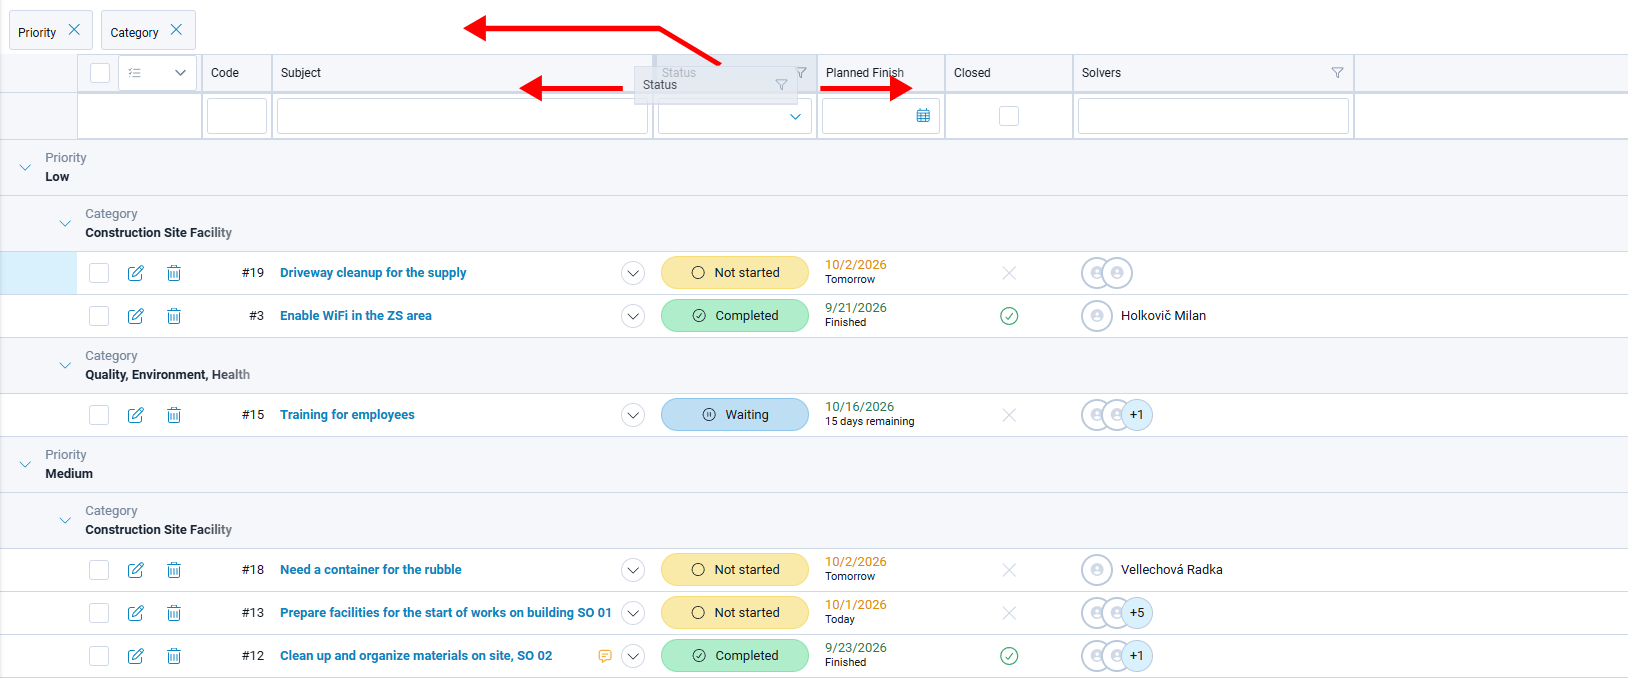 Priority
Category
Code
Subject
Status
Status
Planned Finish
Closed
Solvers
Priority
Low
Category
Construction Site Facility
#19 Driveway cleanup for the supply Not started 10/2/2026
Tomorrow
#3 Enable WiFi in the ZS area Completed 9/21/2026
Finished
Holkovič Milan
Category
Quality, Environment, Health
#15 Training for employees Waiting 10/16/2026
15 days remaining
+1
Priority
Medium
Category
Construction Site Facility
#18 Need a container for the rubble Not started 10/2/2026
Tomorrow
Vellechová Radka
#13 Prepare facilities for the start of works on building SO 01 Not started 10/1/2026
Today
+5
#12 Clean up and organize materials on site, SO 02 Completed 9/23/2026
Finished
+1